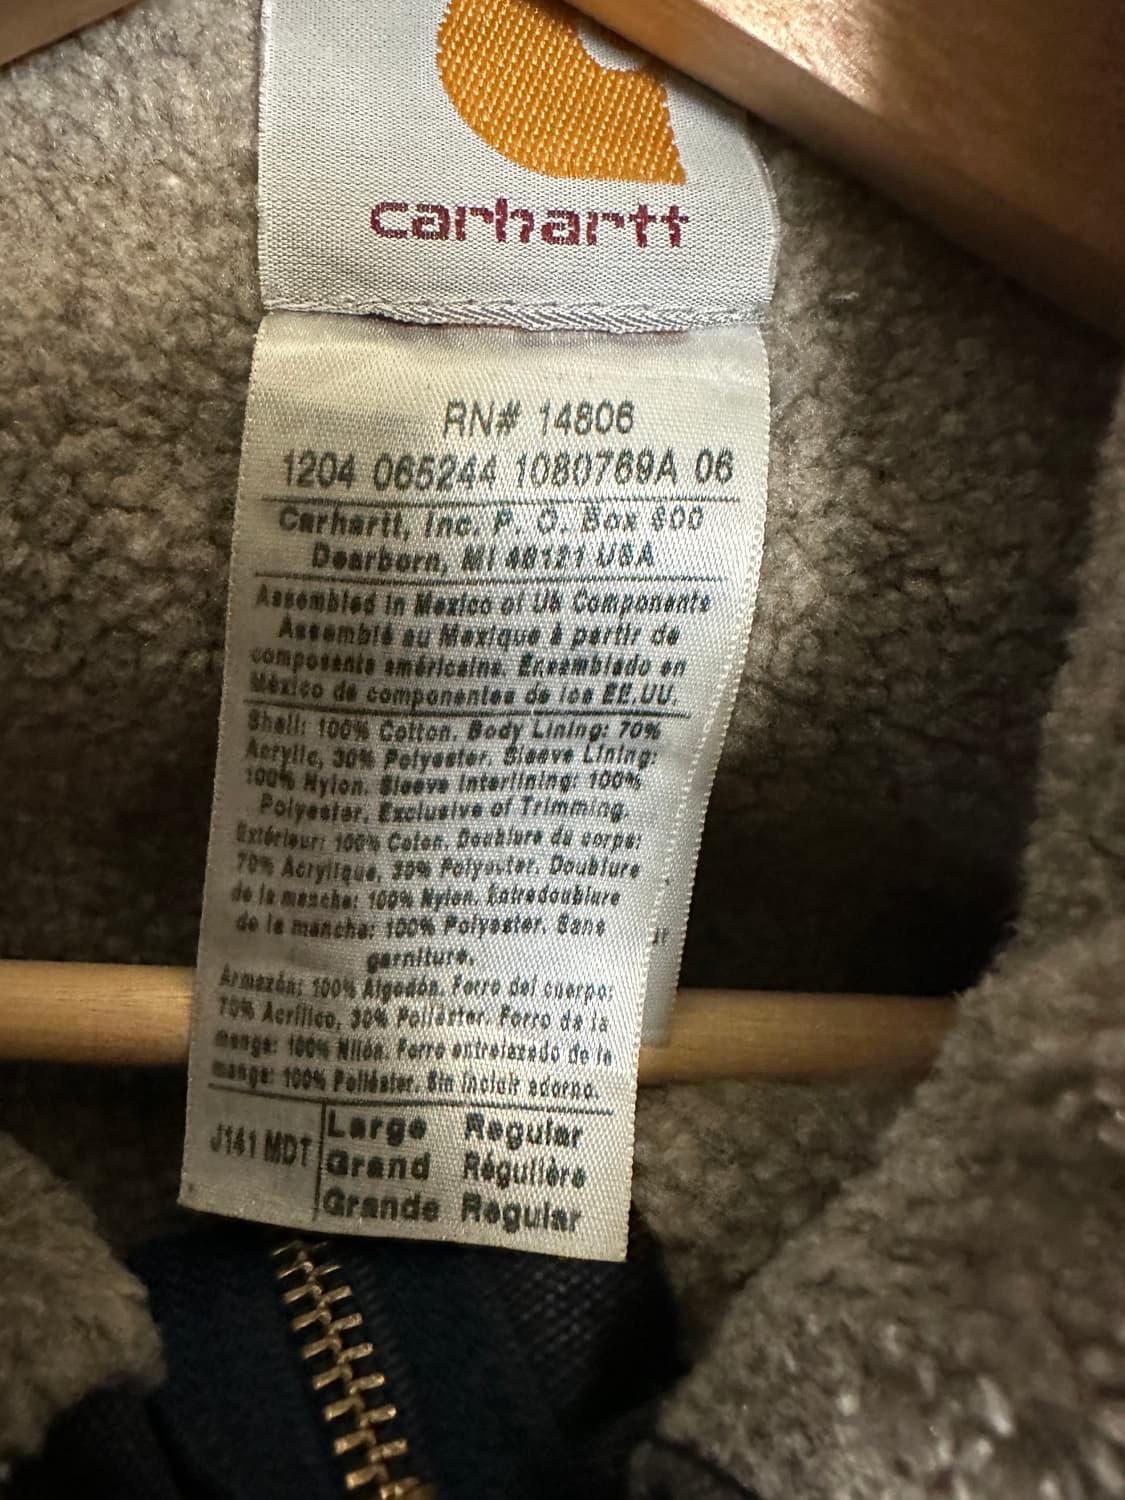 carhartt
RN# 14806
1204 065244 1080769A 06
Carhartt, Inc. P. O. Box 600
Dearborn, MI 48121 USA
Assembled in Mexico of US Components
Assemblé au Mexique à partir de
composants américains. Ensamblado en
México de componentes de los EE.UU.
Shell: 100% Cotton. Body Lining: 70%
Acrylic, 30% Polyester. Sleeve Lining:
100% Nylon. Sleeve Interlining: 100%
Polyester, Exclusive of Trimming.
Extérieur: 100% Coton. Doublure du corps:
70% Acrylique, 30% Polyester. Doublure
de la manche: 100% Nylon. Entredoublure
de la manche: 100% Polyester. Sans
garniture.
Armazón: 100% Algodón. Forro del cuerpo:
70% Acrílico, 30% Poliéster. Forro de la
manga: 100% Nilón. Forro entrelazado de la
manga: 100% Poliéster. Sin incluir adorno.
J141 MDT
Large Regular
Grand Régulière
Grande Regular